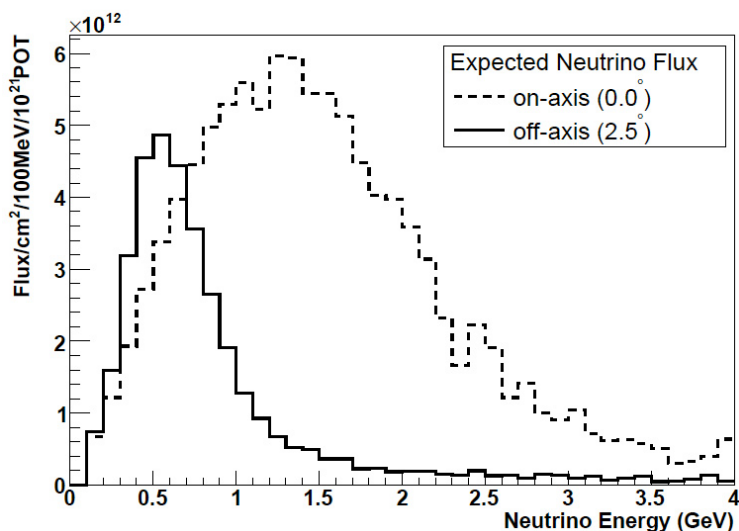 ×10¹²
6
5
4
3
2
1
0
Flux/cm²/100MeV/10²¹POT
Expected Neutrino Flux
on-axis (0.0°)
off-axis (2.5°)
0 0.5 1 1.5 2 2.5 3 3.5 4
Neutrino Energy (GeV)